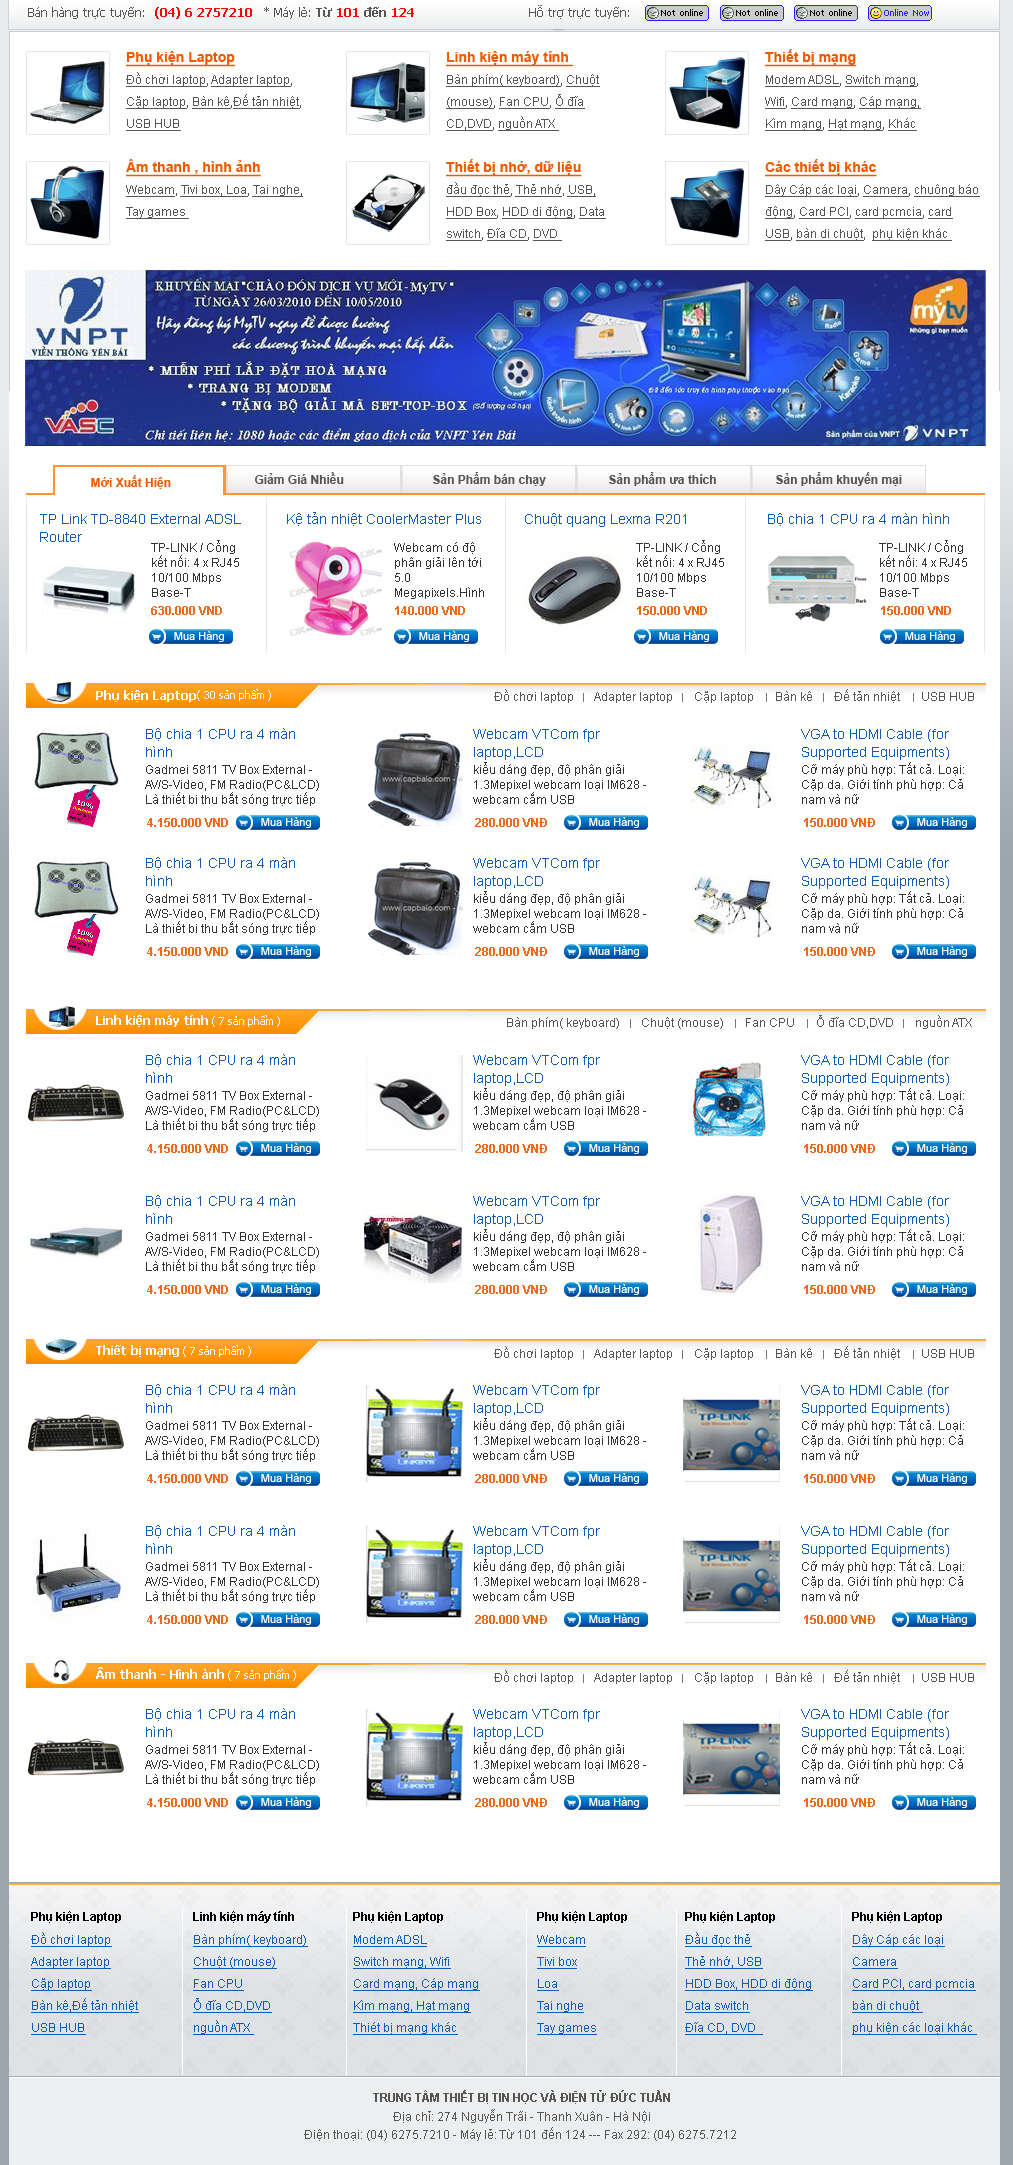 Bán hàng trực tuyến: (04) 6 2757210 * Máy lẻ: Từ 101 đến 124
Hỗ trợ trực tuyến: Not online Not online Not online Online Now
Phụ kiện Laptop
Đồ chơi laptop, Adapter laptop,
Cặp laptop, Bàn kê,Đế tản nhiệt,
USB HUB
Linh kiện máy tính
Bàn phím( keyboard), Chuột
(mouse), Fan CPU, Ổ đĩa
CD,DVD, nguồn ATX
Thiết bị mạng
Modem ADSL, Switch mạng,
Wifi, Card mạng, Cáp mạng,
Kìm mạng, Hạt mạng, Khác
Âm thanh , hình ảnh
Webcam, Tivi box, Loa, Tai nghe,
Tay games
Thiết bị nhớ, dữ liệu
đầu đọc thẻ, Thẻ nhớ, USB,
HDD Box, HDD di động, Data
switch, Đĩa CD, DVD
Các thiết bị khác
Dây Cáp các loại, Camera, chuông báo
động, Card PCI, card pcmcia, card
USB, bàn di chuột, phụ kiện khác
VNPT
VIỄN THÔNG YÊN BÁI
VASC
KHUYẾN MẠI "CHÀO ĐÓN DỊCH VỤ MỚI - MyTV "
TỪ NGÀY 26/03/2010 ĐẾN 10/05/2010
Hãy đăng ký MyTV ngay để được hưởng
các chương trình khuyến mại hấp dẫn
* MIỄN PHÍ LẮP ĐẶT HOÀ MẠNG
* TRANG BỊ MODEM
* TẶNG BỘ GIẢI MÃ SET-TOP-BOX (Số lượng có hạn)
Chi tiết liên hệ: 1080 hoặc các điểm giao dịch của VNPT Yên Bái
mytv
Những gì bạn muốn
Radio
Game
Karaoke
Sản phẩm của VNPT VNPT
Mới Xuất Hiện
Giảm Giá Nhiều
Sản Phẩm bán chạy
Sản phẩm ưa thích
Sản phẩm khuyến mại
TP Link TD-8840 External ADSL
Router
TP-LINK / Cổng
kết nối: 4 x RJ45
10/100 Mbps
Base-T
630.000 VND
Mua Hàng
Kệ tản nhiệt CoolerMaster Plus
Webcam có độ
phân giải lên tới
5.0
Megapixels.Hình
140.000 VND
Mua Hàng
Chuột quang Lexma R201
TP-LINK / Cổng
kết nối: 4 x RJ45
10/100 Mbps
Base-T
150.000 VND
Mua Hàng
Bộ chia 1 CPU ra 4 màn hình
Front
Back
TP-LINK / Cổng
kết nối: 4 x RJ45
10/100 Mbps
Base-T
150.000 VND
Mua Hàng
Phụ kiện Laptop( 30 sản phẩm )
Đồ chơi laptop | Adapter laptop | Cặp laptop | Bàn kê | Đế tản nhiệt | USB HUB
10%
Bộ chia 1 CPU ra 4 màn
hình
Gadmei 5811 TV Box External -
AV/S-Video, FM Radio(PC&LCD)
Là thiết bi thu bắt sóng trực tiếp
4.150.000 VND Mua Hàng
www.capbalo.com
Webcam VTCom fpr
laptop,LCD
kiểu dáng đẹp, độ phân giải
1.3Mepixel webcam loại IM628 -
webcam cắm USB
280.000 VNĐ Mua Hàng
VGA to HDMI Cable (for
Supported Equipments)
Cỡ máy phù hợp: Tất cả. Loại:
Cặp da. Giới tính phù hợp: Cả
nam và nữ
150.000 VNĐ Mua Hàng
10%
Bộ chia 1 CPU ra 4 màn
hình
Gadmei 5811 TV Box External -
AV/S-Video, FM Radio(PC&LCD)
Là thiết bi thu bắt sóng trực tiếp
4.150.000 VND Mua Hàng
www.capbalo.com
Webcam VTCom fpr
laptop,LCD
kiểu dáng đẹp, độ phân giải
1.3Mepixel webcam loại IM628 -
webcam cắm USB
280.000 VNĐ Mua Hàng
VGA to HDMI Cable (for
Supported Equipments)
Cỡ máy phù hợp: Tất cả. Loại:
Cặp da. Giới tính phù hợp: Cả
nam và nữ
150.000 VNĐ Mua Hàng
Linh kiện máy tính ( 7 sản phẩm )
Bàn phím( keyboard) | Chuột (mouse) | Fan CPU | Ổ đĩa CD,DVD | nguồn ATX
Bộ chia 1 CPU ra 4 màn
hình
Gadmei 5811 TV Box External -
AV/S-Video, FM Radio(PC&LCD)
Là thiết bi thu bắt sóng trực tiếp
4.150.000 VND Mua Hàng
Webcam VTCom fpr
laptop,LCD
kiểu dáng đẹp, độ phân giải
1.3Mepixel webcam loại IM628 -
webcam cắm USB
280.000 VNĐ Mua Hàng
VGA to HDMI Cable (for
Supported Equipments)
Cỡ máy phù hợp: Tất cả. Loại:
Cặp da. Giới tính phù hợp: Cả
nam và nữ
150.000 VNĐ Mua Hàng
Bộ chia 1 CPU ra 4 màn
hình
Gadmei 5811 TV Box External -
AV/S-Video, FM Radio(PC&LCD)
Là thiết bi thu bắt sóng trực tiếp
4.150.000 VND Mua Hàng
Webcam VTCom fpr
laptop,LCD
kiểu dáng đẹp, độ phân giải
1.3Mepixel webcam loại IM628 -
webcam cắm USB
280.000 VNĐ Mua Hàng
VGA to HDMI Cable (for
Supported Equipments)
Cỡ máy phù hợp: Tất cả. Loại:
Cặp da. Giới tính phù hợp: Cả
nam và nữ
150.000 VNĐ Mua Hàng
Thiết bị mạng ( 7 sản phẩm )
Đồ chơi laptop | Adapter laptop | Cặp laptop | Bàn kê | Đế tản nhiệt | USB HUB
Bộ chia 1 CPU ra 4 màn
hình
Gadmei 5811 TV Box External -
AV/S-Video, FM Radio(PC&LCD)
Là thiết bi thu bắt sóng trực tiếp
4.150.000 VND Mua Hàng
LINKSYS
Webcam VTCom fpr
laptop,LCD
kiểu dáng đẹp, độ phân giải
1.3Mepixel webcam loại IM628 -
webcam cắm USB
280.000 VNĐ Mua Hàng
TP-LINK
VGA to HDMI Cable (for
Supported Equipments)
Cỡ máy phù hợp: Tất cả. Loại:
Cặp da. Giới tính phù hợp: Cả
nam và nữ
150.000 VNĐ Mua Hàng
Bộ chia 1 CPU ra 4 màn
hình
Gadmei 5811 TV Box External -
AV/S-Video, FM Radio(PC&LCD)
Là thiết bi thu bắt sóng trực tiếp
4.150.000 VND Mua Hàng
LINKSYS
Webcam VTCom fpr
laptop,LCD
kiểu dáng đẹp, độ phân giải
1.3Mepixel webcam loại IM628 -
webcam cắm USB
280.000 VNĐ Mua Hàng
TP-LINK
VGA to HDMI Cable (for
Supported Equipments)
Cỡ máy phù hợp: Tất cả. Loại:
Cặp da. Giới tính phù hợp: Cả
nam và nữ
150.000 VNĐ Mua Hàng
Âm thanh - Hình ảnh ( 7 sản phẩm )
Đồ chơi laptop | Adapter laptop | Cặp laptop | Bàn kê | Đế tản nhiệt | USB HUB
Bộ chia 1 CPU ra 4 màn
hình
Gadmei 5811 TV Box External -
AV/S-Video, FM Radio(PC&LCD)
Là thiết bi thu bắt sóng trực tiếp
4.150.000 VND Mua Hàng
LINKSYS
Webcam VTCom fpr
laptop,LCD
kiểu dáng đẹp, độ phân giải
1.3Mepixel webcam loại IM628 -
webcam cắm USB
280.000 VNĐ Mua Hàng
TP-LINK
VGA to HDMI Cable (for
Supported Equipments)
Cỡ máy phù hợp: Tất cả. Loại:
Cặp da. Giới tính phù hợp: Cả
nam và nữ
150.000 VNĐ Mua Hàng
Phụ kiện Laptop
Đồ chơi laptop
Adapter laptop
Cặp laptop
Bàn kê,Đế tản nhiệt
USB HUB
Linh kiện máy tính
Bàn phím( keyboard)
Chuột (mouse)
Fan CPU
Ổ đĩa CD,DVD
nguồn ATX
Phụ kiện Laptop
Modem ADSL
Switch mạng, Wifi
Card mạng, Cáp mạng
Kìm mạng, Hạt mạng
Thiết bị mạng khác
Phụ kiện Laptop
Webcam
Tivi box
Loa
Tai nghe
Tay games
Phụ kiện Laptop
Đầu đọc thẻ
Thẻ nhớ, USB
HDD Box, HDD di động
Data switch
Đĩa CD, DVD
Phụ kiện Laptop
Dây Cáp các loại
Camera
Card PCI, card pcmcia
bàn di chuột
phụ kiện các loại khác
TRUNG TÂM THIẾT BỊ TIN HỌC VÀ ĐIỆN TỬ ĐỨC TUẤN
Địa chỉ: 274 Nguyễn Trãi - Thanh Xuân - Hà Nội
Điện thoại: (04) 6275.7210 - Máy lẻ: Từ 101 đến 124 --- Fax 292: (04) 6275.7212